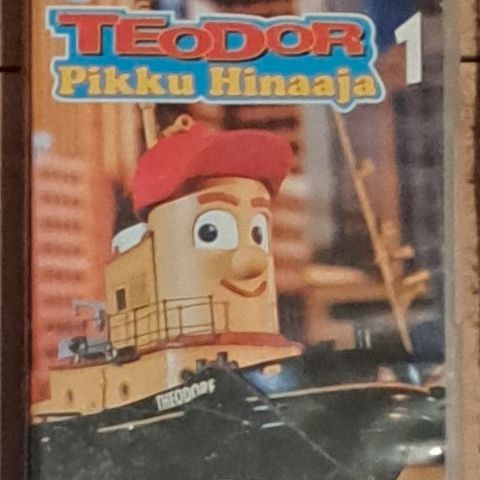 TEODOR
Pikku Hinaaja
1
THEODORE